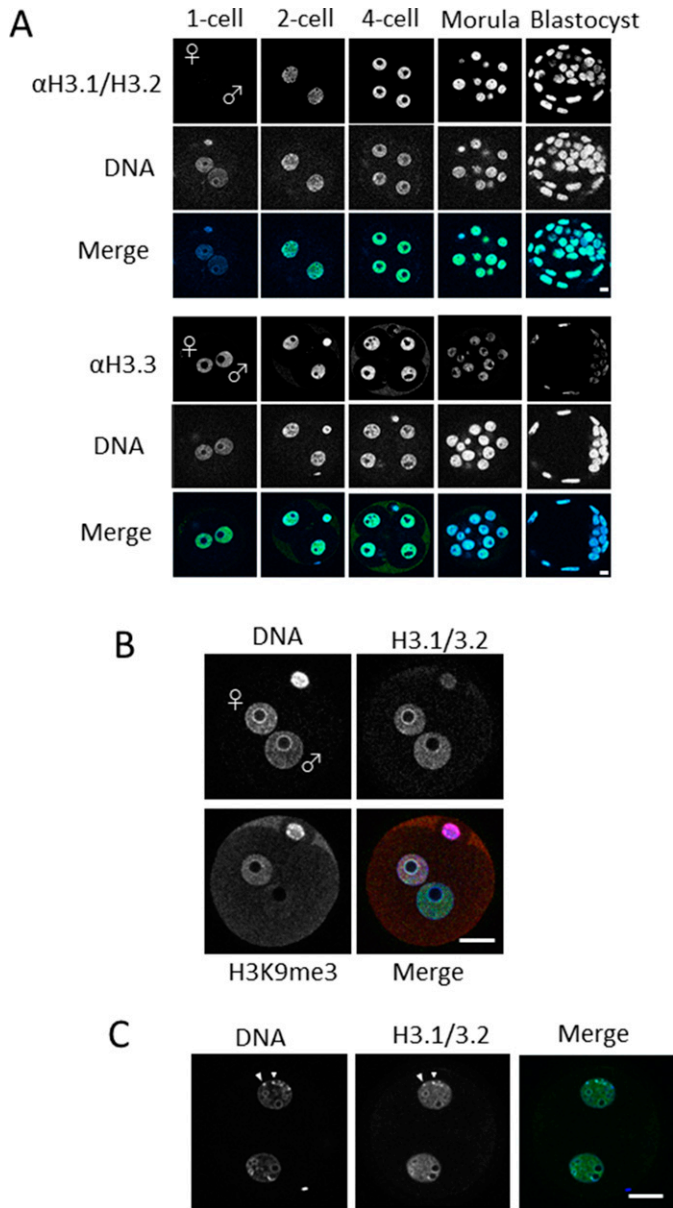 A
1-cell 2-cell 4-cell Morula Blastocyst
♀
♂
αH3.1/H3.2
DNA
Merge
♀
♂
αH3.3
DNA
Merge
B
DNA H3.1/3.2
♀
♂
H3K9me3 Merge
C
DNA H3.1/3.2 Merge